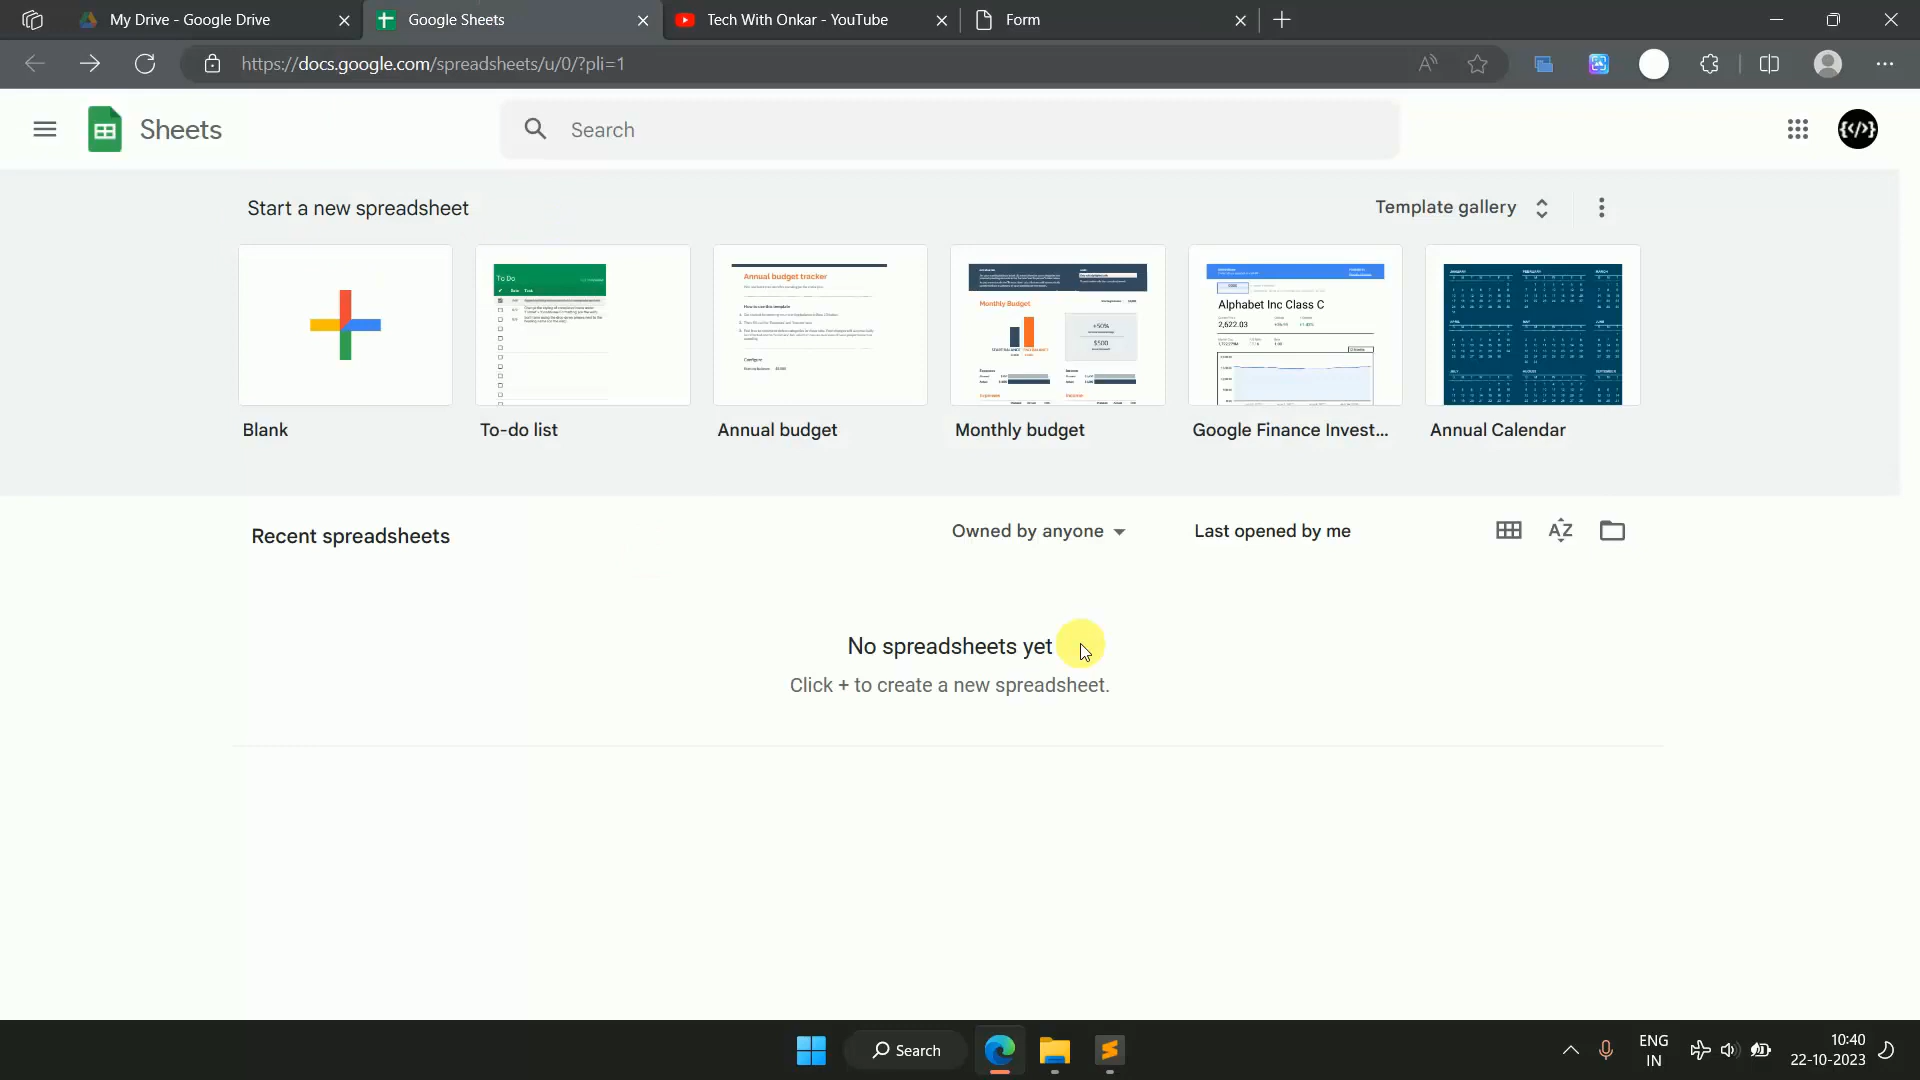 My Drive - Google Drive
Google Sheets
Tech With Onkar - YouTube
Form
https://docs.google.com/spreadsheets/u/0/?pli=1
Sheets
Search
{</>}
Start a new spreadsheet
Template gallery
To Do
Annual budget tracker
Monthly Budget
+50%
$500
Alphabet Inc Class C
2,622.03
Blank
To-do list
Annual budget
Monthly budget
Google Finance Invest...
Annual Calendar
Recent spreadsheets
Owned by anyone
Last opened by me
AZ
No spreadsheets yet
Click + to create a new spreadsheet.
Search
ENG
IN
10:40
22-10-2023